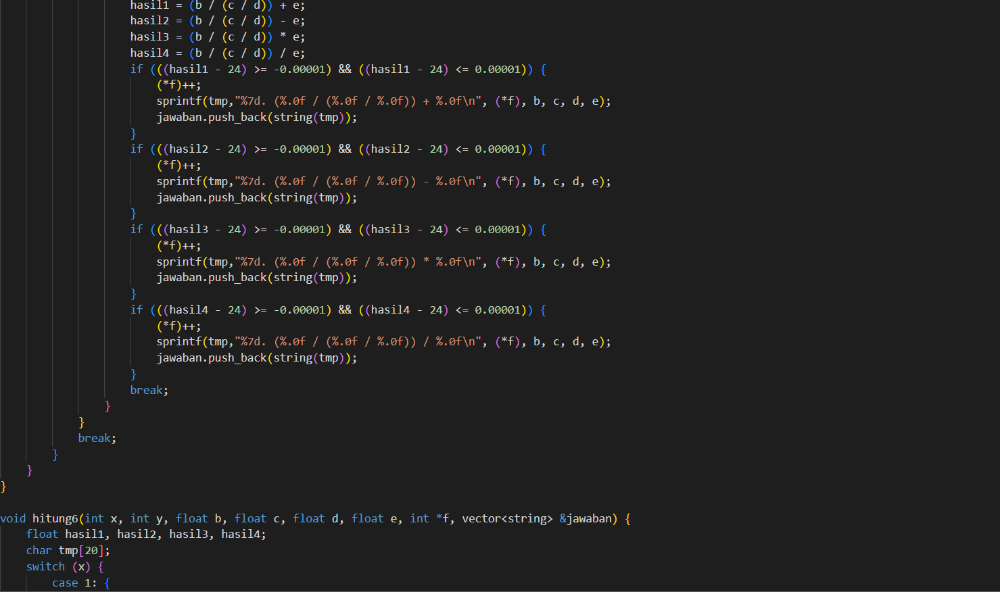 hasil1 = (b / (c / d)) + e;
hasil2 = (b / (c / d)) - e;
hasil3 = (b / (c / d)) * e;
hasil4 = (b / (c / d)) / e;
if (((hasil1 - 24) >= -0.00001) && ((hasil1 - 24) <= 0.00001)) {
(*f)++;
sprintf(tmp,"%7d. (%.0f / (%.0f / %.0f)) + %.0f\n", (*f), b, c, d, e);
jawaban.push_back(string(tmp));
}
if (((hasil2 - 24) >= -0.00001) && ((hasil2 - 24) <= 0.00001)) {
(*f)++;
sprintf(tmp,"%7d. (%.0f / (%.0f / %.0f)) - %.0f\n", (*f), b, c, d, e);
jawaban.push_back(string(tmp));
}
if (((hasil3 - 24) >= -0.00001) && ((hasil3 - 24) <= 0.00001)) {
(*f)++;
sprintf(tmp,"%7d. (%.0f / (%.0f / %.0f)) * %.0f\n", (*f), b, c, d, e);
jawaban.push_back(string(tmp));
}
if (((hasil4 - 24) >= -0.00001) && ((hasil4 - 24) <= 0.00001)) {
(*f)++;
sprintf(tmp,"%7d. (%.0f / (%.0f / %.0f)) / %.0f\n", (*f), b, c, d, e);
jawaban.push_back(string(tmp));
}
break;
}
}
break;
}
}
}
void hitung6(int x, int y, float b, float c, float d, float e, int *f, vector<string> &jawaban) {
float hasil1, hasil2, hasil3, hasil4;
char tmp[20];
switch (x) {
case 1: {